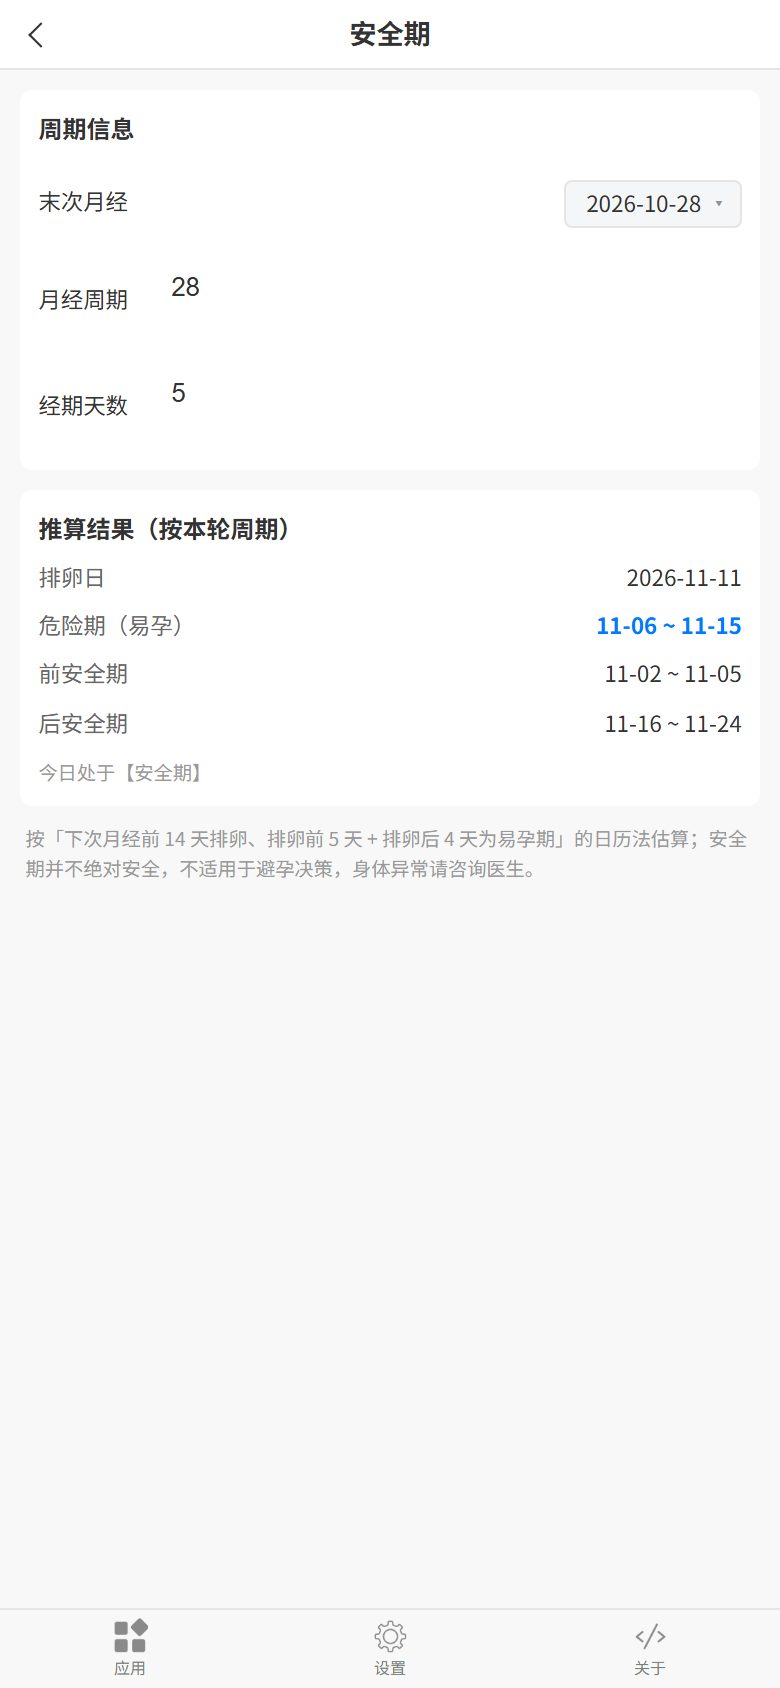 安全期
周期信息
末次月经
2026-10-28
月经周期
28
经期天数
5
推算结果（按本轮周期）
排卵日
2026-11-11
危险期（易孕）
11-06 ~ 11-15
前安全期
11-02 ~ 11-05
后安全期
11-16 ~ 11-24
今日处于【安全期】
按「下次月经前 14 天排卵、排卵前 5 天 + 排卵后 4 天为易孕期」的日历法估算；安全
期并不绝对安全，不适用于避孕决策，身体异常请咨询医生。
应用
设置
关于